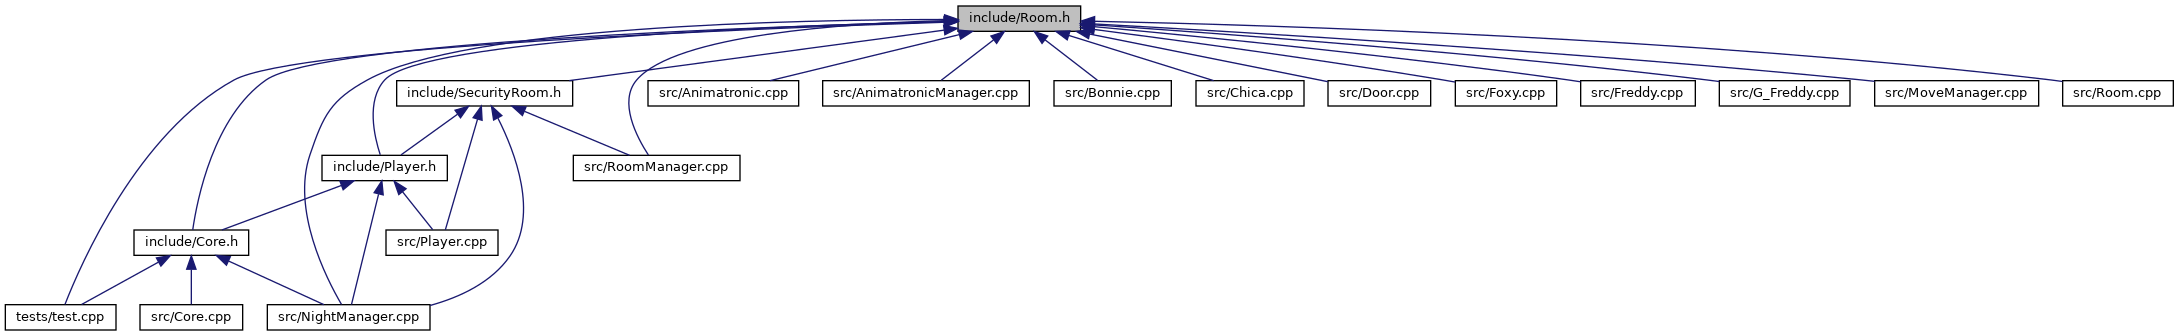 include/Room.h
include/SecurityRoom.h
src/Animatronic.cpp
src/AnimatronicManager.cpp
src/Bonnie.cpp
src/Chica.cpp
src/Door.cpp
src/Foxy.cpp
src/Freddy.cpp
src/G_Freddy.cpp
src/MoveManager.cpp
src/Room.cpp
include/Player.h
src/RoomManager.cpp
include/Core.h
src/Player.cpp
tests/test.cpp
src/Core.cpp
src/NightManager.cpp